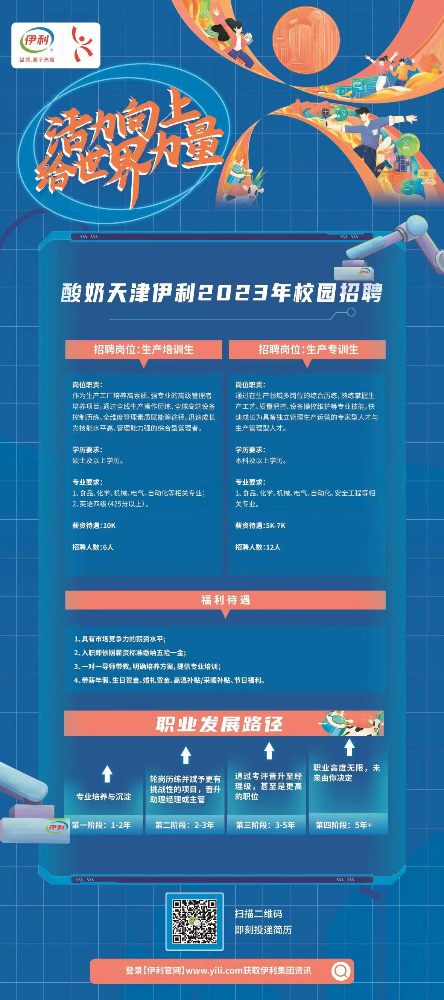 伊利
®
品质,源于热爱
活力向上
给世界力量
伊利
酸奶天津伊利2023年校园招聘
招聘岗位:生产培训生
岗位职责:
作为生产工厂培养高素质、强专业的高级管理者
培养项目,通过全线生产操作历练、全球高端设备
控制历练、全维度管理素质赋能等途径,迅速成长
为技能水平高、管理能力强的综合型管理者。
学历要求:
硕士及以上学历。
专业要求:
1、食品、化学、机械、电气、自动化等相关专业;
2、英语四级(425分以上)。
薪资待遇:10K
招聘人数:6人
招聘岗位:生产专训生
岗位职责:
通过在生产领域多岗位的综合历练,熟练掌握生
产工艺、质量把控、设备操控维护等专业技能,快
速成长为具备独立管理生产运营的专家型人才与
生产管理型人才。
学历要求:
本科及以上学历。
专业要求:
1、食品、化学、机械、电气、自动化、安全工程等相
关专业。
薪资待遇:5K-7K
招聘人数:12人
福利待遇
1、具有市场竞争力的薪资水平;
2、入职即依照薪资标准缴纳五险一金;
3、一对一导师带教,明确培养方案,提供专业培训;
4、带薪年假、生日贺金、婚礼贺金、高温补贴/采暖补贴、节日福利。
职业发展路径
专业培养与沉淀
第一阶段：1-2年
轮岗历练并赋予更有
挑战性的项目，晋升
助理经理或主管
第二阶段：2-3年
通过考评晋升至经
理级，甚至是更高
的职位
第三阶段：3-5年
职业高度无限，未
来由你决定
第四阶段：5年+
伊利
扫描二维码
即刻投递简历
登录【伊利官网】www.yili.com获取伊利集团资讯